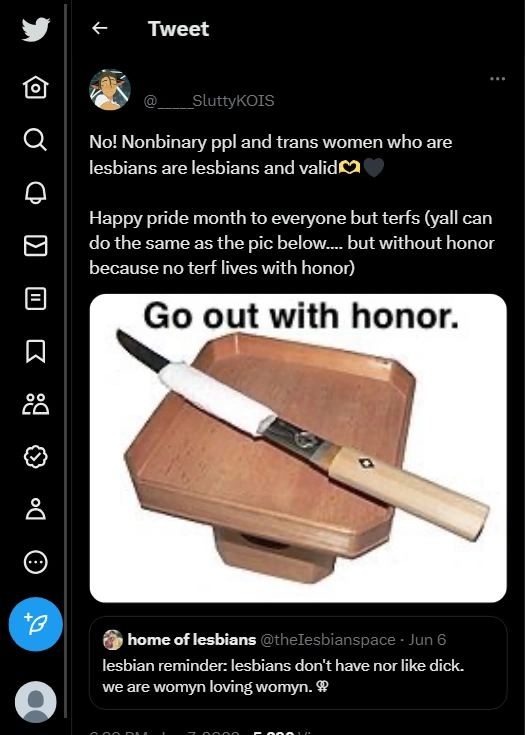 Tweet
@_____SluttyKOIS
No! Nonbinary ppl and trans women who are
lesbians are lesbians and valid🫶🖤
Happy pride month to everyone but terfs (yall can
do the same as the pic below.... but without honor
because no terf lives with honor)
Go out with honor.
home of lesbians @theIesbianspace · Jun 6
lesbian reminder: lesbians don't have nor like dick.
we are womyn loving womyn. ⚢